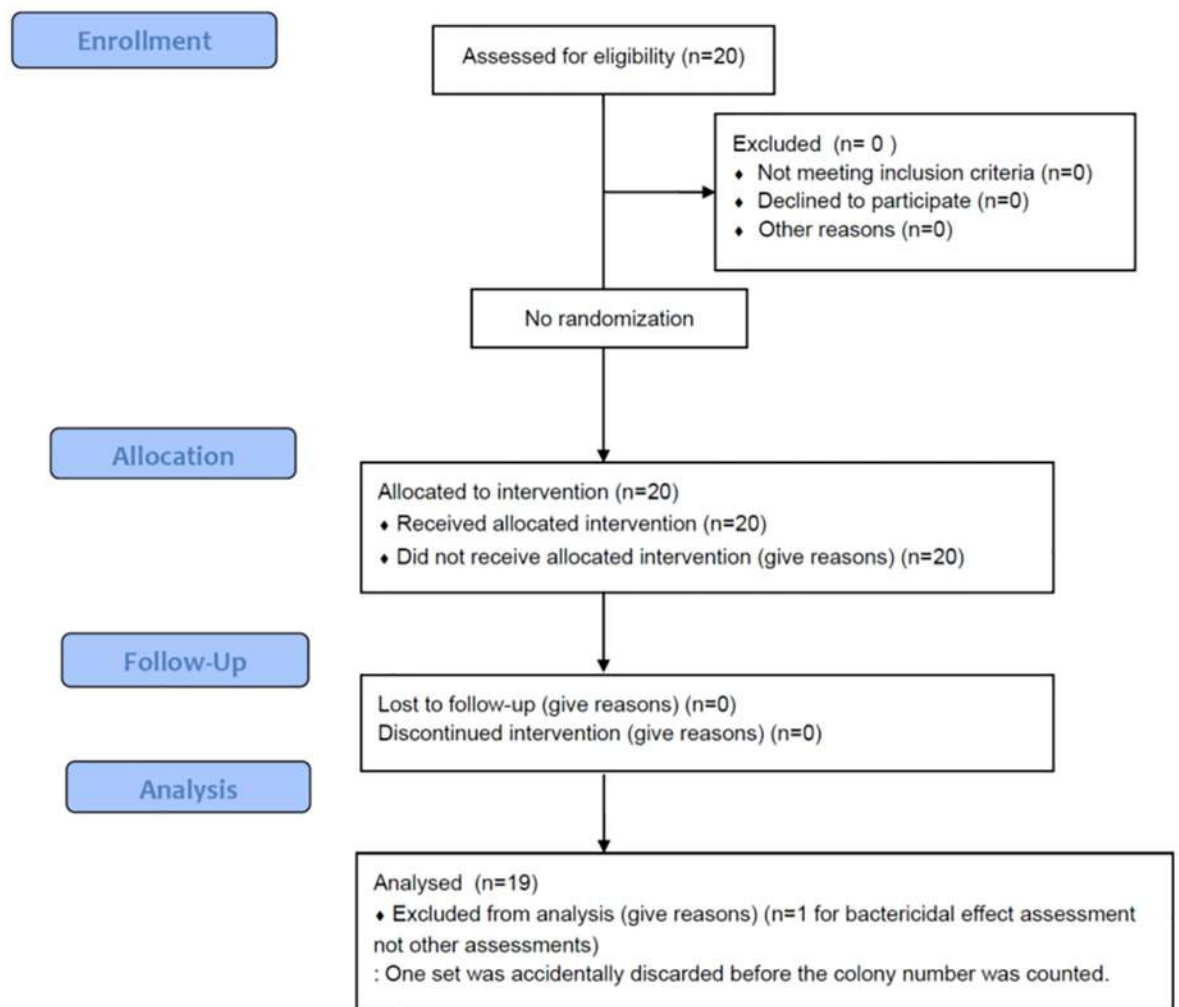 Enrollment
Assessed for eligibility (n=20)
Excluded (n= 0 )
♦ Not meeting inclusion criteria (n=0)
♦ Declined to participate (n=0)
♦ Other reasons (n=0)
No randomization
Allocation
Allocated to intervention (n=20)
♦ Received allocated intervention (n=20)
♦ Did not receive allocated intervention (give reasons) (n=20)
Follow-Up
Lost to follow-up (give reasons) (n=0)
Discontinued intervention (give reasons) (n=0)
Analysis
Analysed (n=19)
♦ Excluded from analysis (give reasons) (n=1 for bactericidal effect assessment
not other assessments)
: One set was accidentally discarded before the colony number was counted.